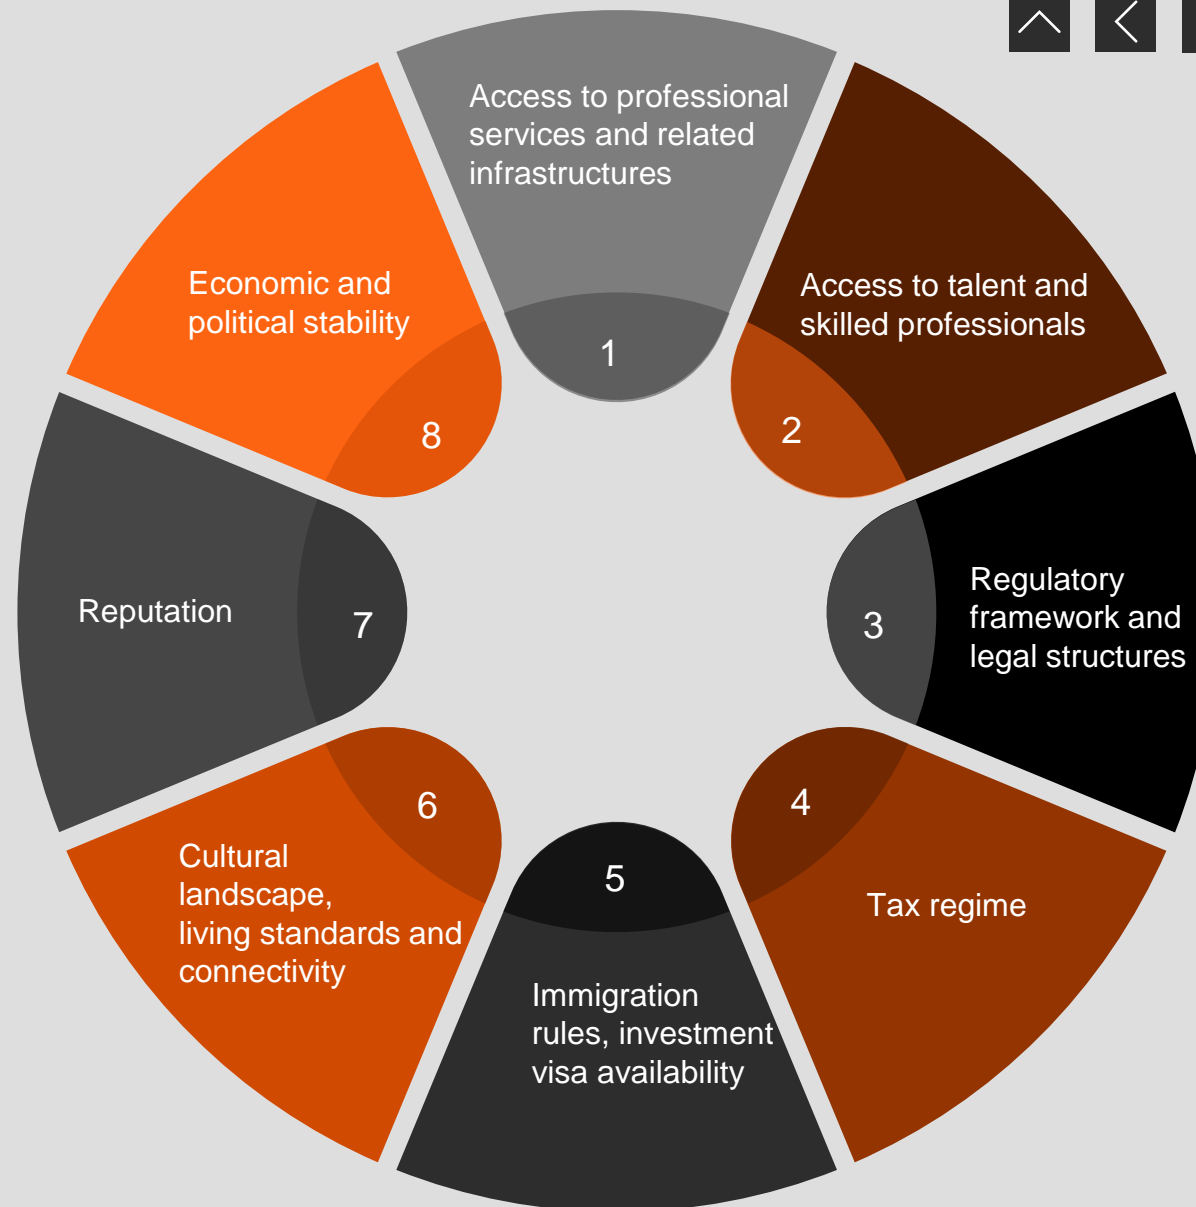 Access to professional
services and related
infrastructures
1
Access to talent and
skilled professionals
2
Regulatory
framework and
legal structures
3
Tax regime
4
Immigration
rules, investment
visa availability
5
Cultural
landscape,
living standards and
connectivity
6
Reputation
7
Economic and
political stability
8